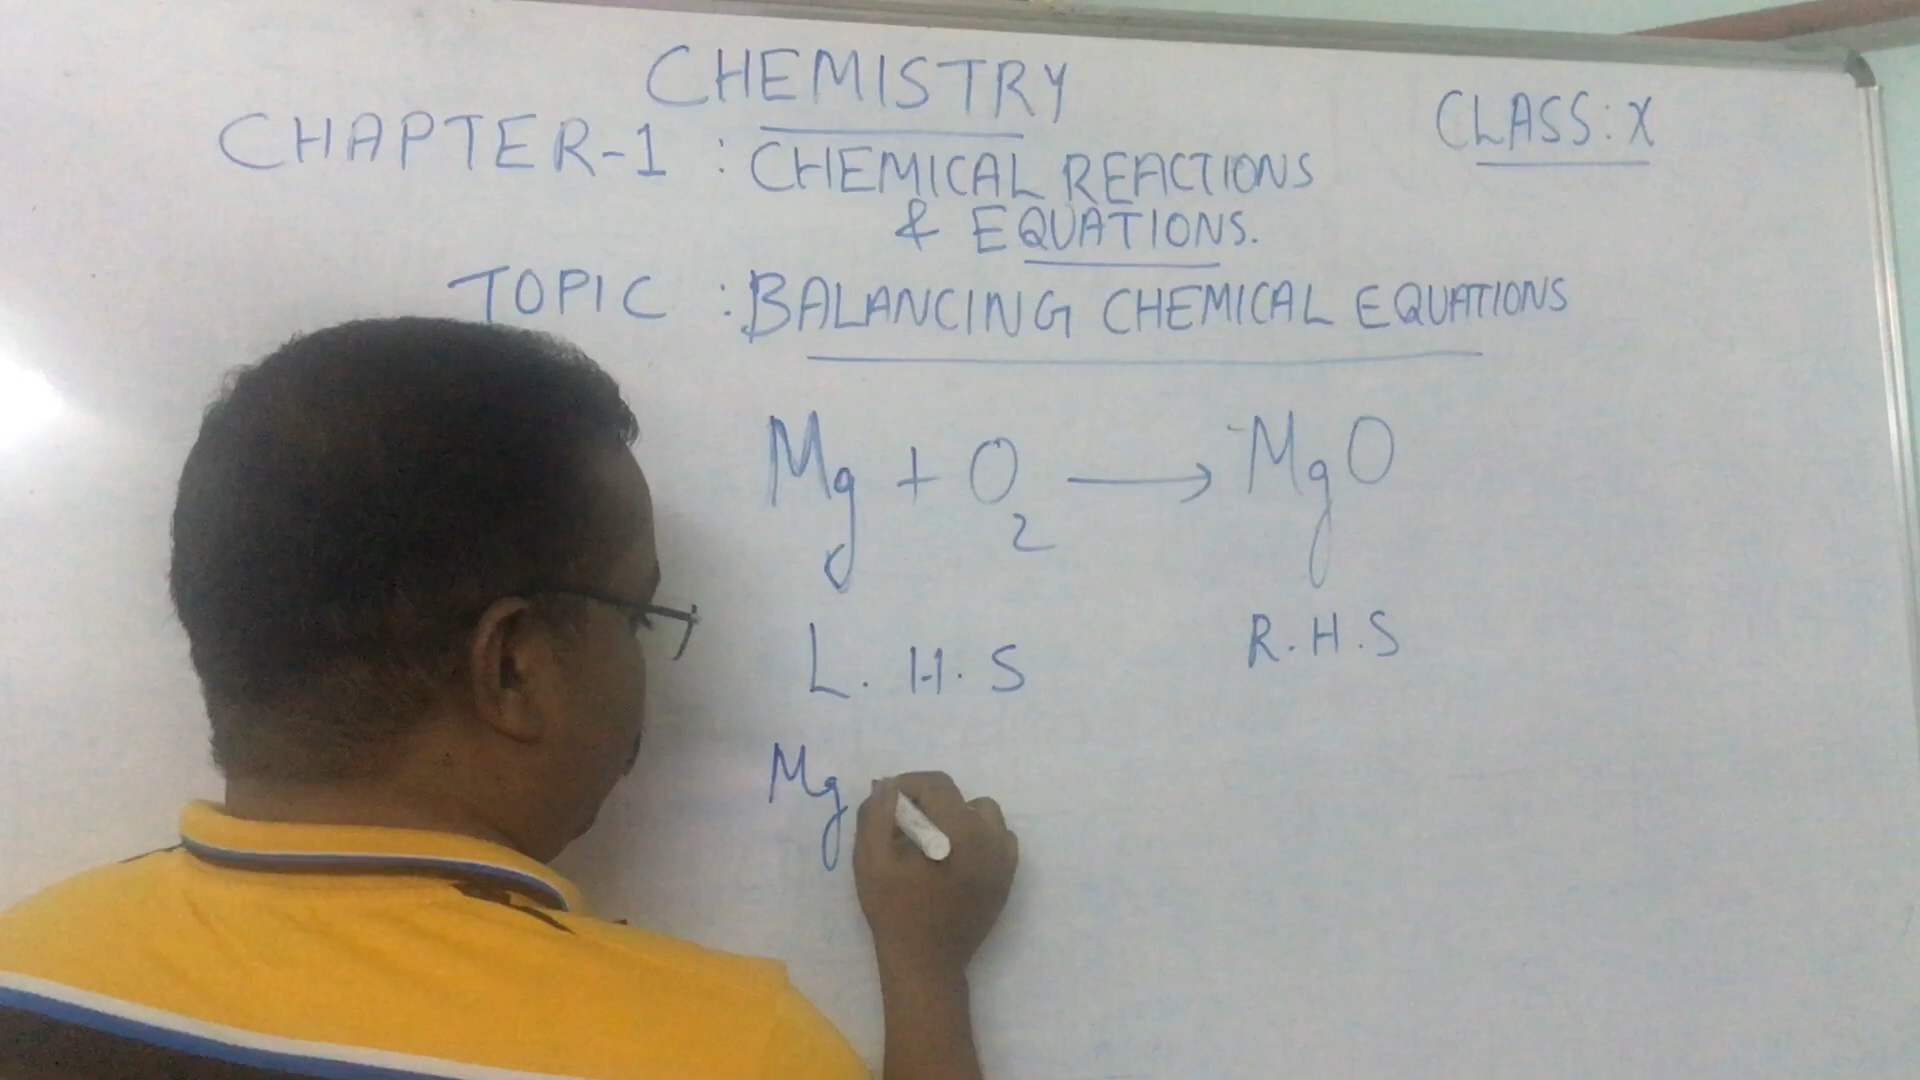 CHEMISTRY
CLASS: X
CHAPTER-1 : CHEMICAL REACTIONS
& EQUATIONS.
TOPIC : BALANCING CHEMICAL EQUATIONS
Mg + O2 → MgO
L.H.S R.H.S
Mg